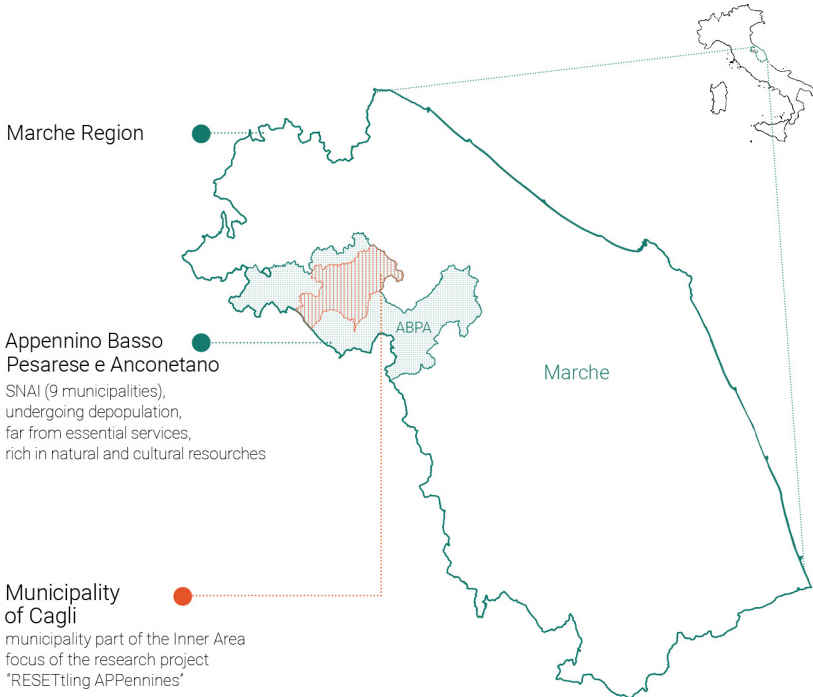 Marche Region
Appennino Basso
Pesarese e Anconetano
SNAI (9 municipalities),
undergoing depopulation,
far from essential services,
rich in natural and cultural resourches
ABPA
Marche
Municipality
of Cagli
municipality part of the Inner Area
focus of the research project
"RESETtling APPennines"